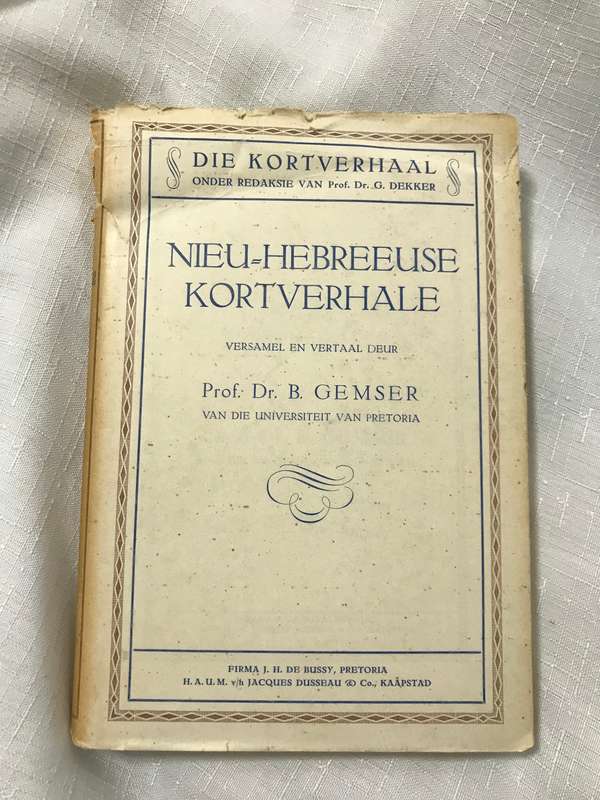 DIE KORTVERHAAL
ONDER REDAKSIE VAN Prof. Dr. G. DEKKER
NIEU-HEBREEUSE
KORTVERHALE
VERSAMEL EN VERTAAL DEUR
Prof. Dr. B. GEMSER
VAN DIE UNIVERSITEIT VAN PRETORIA
FIRMA J. H. DE BUSSY, PRETORIA
H. A. U. M. v/h JACQUES DUSSEAU & Co., KAAPSTAD